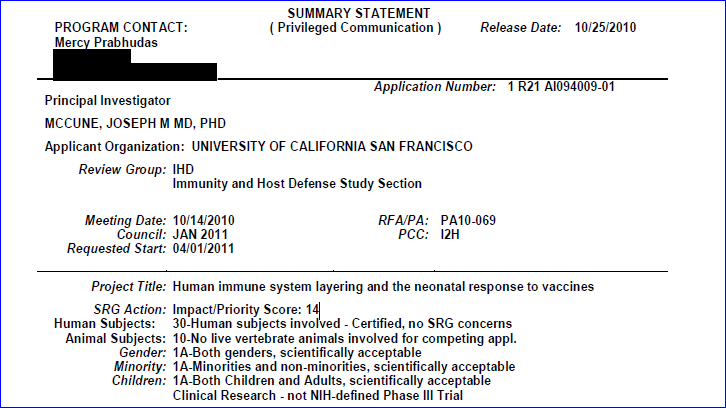 SUMMARY STATEMENT
PROGRAM CONTACT: ( Privileged Communication ) Release Date: 10/25/2010
Mercy Prabhudas
Application Number: 1 R21 AI094009-01
Principal Investigator
MCCUNE, JOSEPH M MD, PHD
Applicant Organization: UNIVERSITY OF CALIFORNIA SAN FRANCISCO
Review Group: IHD
Immunity and Host Defense Study Section
Meeting Date: 10/14/2010 RFA/PA: PA10-069
Council: JAN 2011 PCC: I2H
Requested Start: 04/01/2011
Project Title: Human immune system layering and the neonatal response to vaccines
SRG Action: Impact/Priority Score: 14
Human Subjects: 30-Human subjects involved - Certified, no SRG concerns
Animal Subjects: 10-No live vertebrate animals involved for competing appl.
Gender: 1A-Both genders, scientifically acceptable
Minority: 1A-Minorities and non-minorities, scientifically acceptable
Children: 1A-Both Children and Adults, scientifically acceptable
Clinical Research - not NIH-defined Phase III Trial